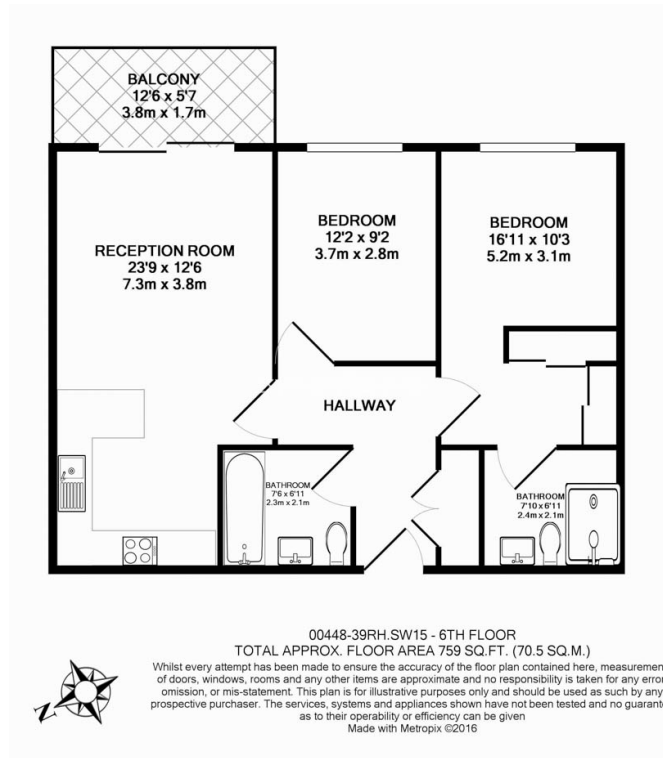 BALCONY
12'6 x 5'7
3.8m x 1.7m
RECEPTION ROOM
23'9 x 12'6
7.3m x 3.8m
BEDROOM
12'2 x 9'2
3.7m x 2.8m
BEDROOM
16'11 x 10'3
5.2m x 3.1m
HALLWAY
BATHROOM
7'6 x 6'11
2.3m x 2.1m
BATHROOM
7'10 x 6'11
2.4m x 2.1m
00448-39RH.SW15 - 6TH FLOOR
TOTAL APPROX. FLOOR AREA 759 SQ.FT. (70.5 SQ.M.)
Whilst every attempt has been made to ensure the accuracy of the floor plan contained here, measuremen
of doors, windows, rooms and any other items are approximate and no responsibility is taken for any erro
omission, or mis-statement. This plan is for illustrative purposes only and should be used as such by any
prospective purchaser. The services, systems and appliances shown have not been tested and no guarant
as to their operability or efficiency can be given
Made with Metropix ©2016
N